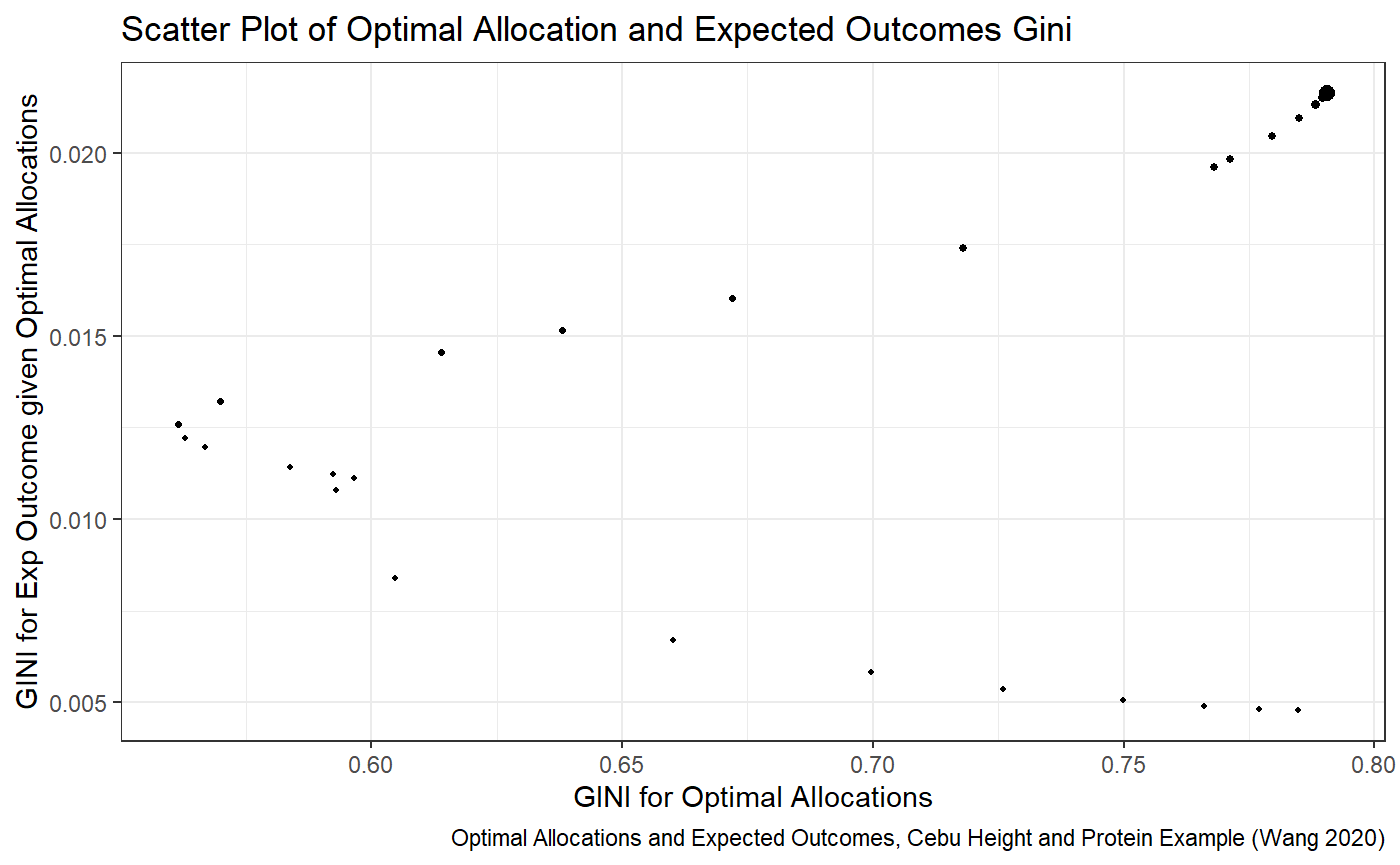 Scatter Plot of Optimal Allocation and Expected Outcomes Gini
GINI for Exp Outcome given Optimal Allocations
0.020
0.015
0.010
0.005
0.60 0.65 0.70 0.75 0.80
GINI for Optimal Allocations
Optimal Allocations and Expected Outcomes, Cebu Height and Protein Example (Wang 2020)